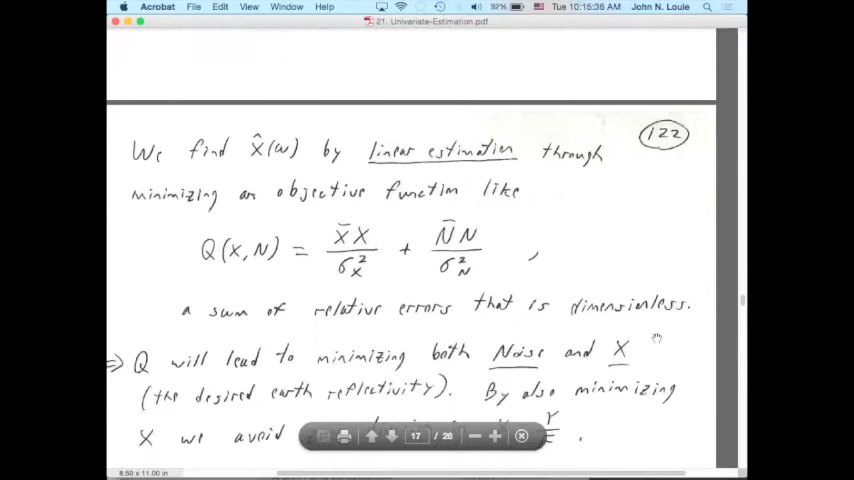 Acrobat File Edit View Window Help 92% Tue 10:15:36 AM John N. Louie
21. Univariate-Estimation.pdf
122
We find X̂(ω) by linear estimation through
minimizing an objective function like
Q(X,N) = X̄X/σ_X² + N̄N/σ_N² ,
a sum of relative errors that is dimensionless.
⇒ Q will lead to minimizing both Noise and X
(the desired earth reflectivity). By also minimizing
X we avoid
17 / 26
8.50 x 11.00 in